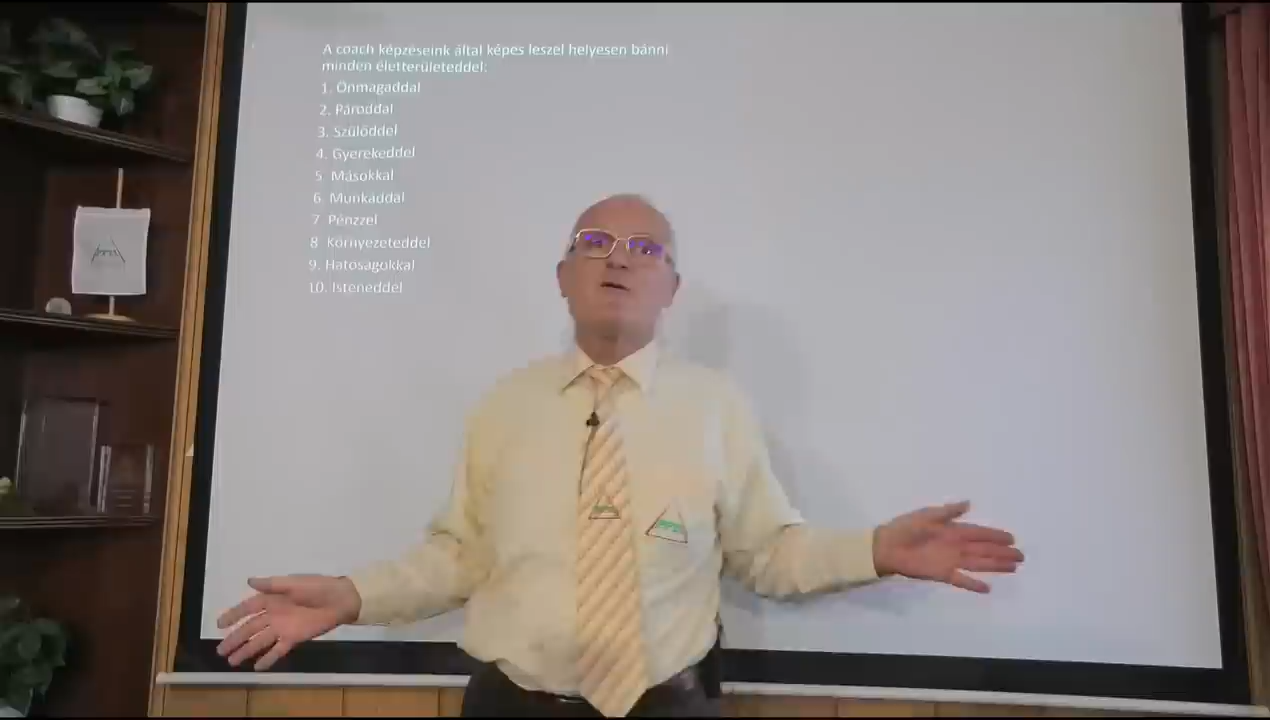 A coach képzéseink által képes leszel helyesen bánni
minden életterületeddel:
1. Önmagaddal
2. Pároddal
3. Szülőddel
4. Gyerekeddel
5 Másokkal
6 Munkáddal
7 Pénzzel
8 Környezeteddel
9. Hatóságokkal
10. Isteneddel